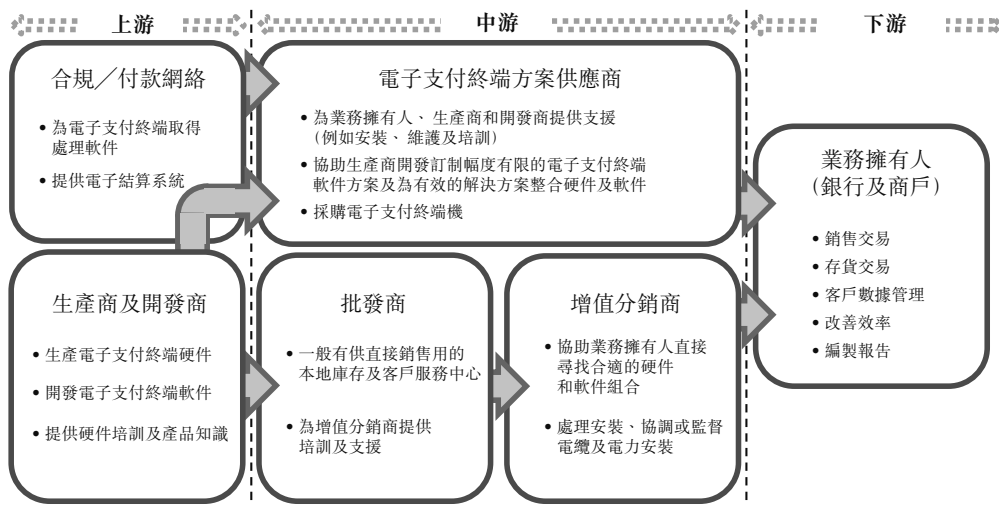 上游
中游
下游
合規／付款網絡
• 為電子支付終端取得
處理軟件
• 提供電子結算系統
電子支付終端方案供應商
• 為業務擁有人、生產商和開發商提供支援
(例如安裝、維護及培訓)
• 協助生產商開發訂制幅度有限的電子支付終端
軟件方案及為有效的解決方案整合硬件及軟件
• 採購電子支付終端機
生產商及開發商
• 生產電子支付終端硬件
• 開發電子支付終端軟件
• 提供硬件培訓及產品知識
批發商
• 一般有供直接銷售用的
本地庫存及客戶服務中心
• 為增值分銷商提供
培訓及支援
增值分銷商
• 協助業務擁有人直接
尋找合適的硬件
和軟件組合
• 處理安裝、協調或監督
電纜及電力安裝
業務擁有人
(銀行及商戶)
• 銷售交易
• 存貨交易
• 客戶數據管理
• 改善效率
• 編製報告